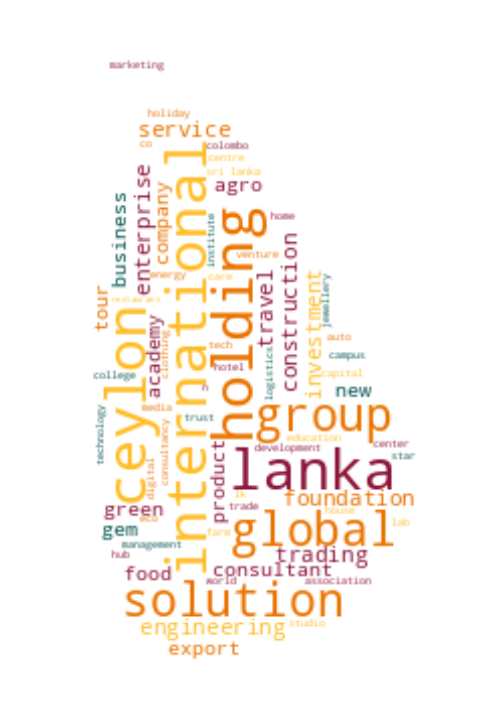 marketing
holiday
service
co
colombo
centre
sri lanka
agro
enterprise
company
international
business
institute
holding
home
venture
construction
energy
care
travel
investment
jewellery
restaurant
tour
ceylon
academy
clothing
tech
auto
campus
logistics
hotel
college
capital
new
media
trust
group
technology
education
consultancy
development
center
star
product
lanka
digital
lk
foundation
green
trade
house
eco
global
lab
gem
farm
management
hub
trading
food
consultant
world
association
solution
engineering
studio
export